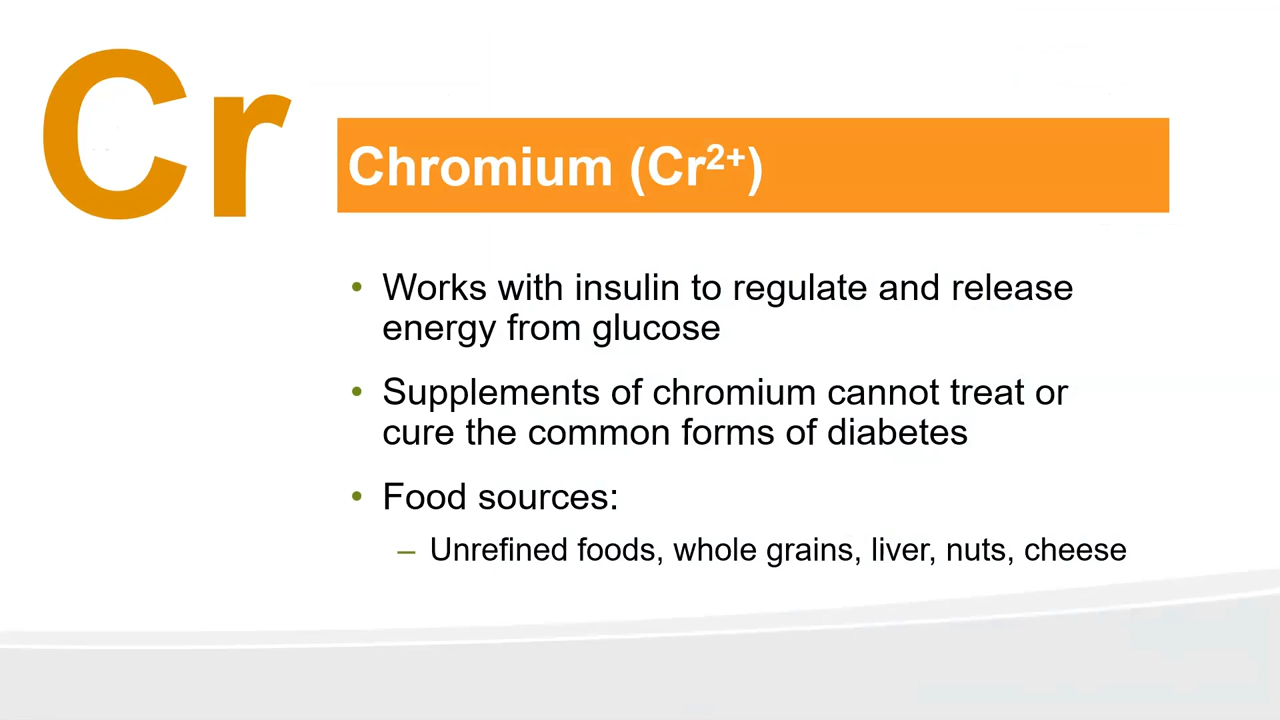 Cr
Chromium (Cr²⁺)
• Works with insulin to regulate and release
energy from glucose
• Supplements of chromium cannot treat or
cure the common forms of diabetes
• Food sources:
– Unrefined foods, whole grains, liver, nuts, cheese